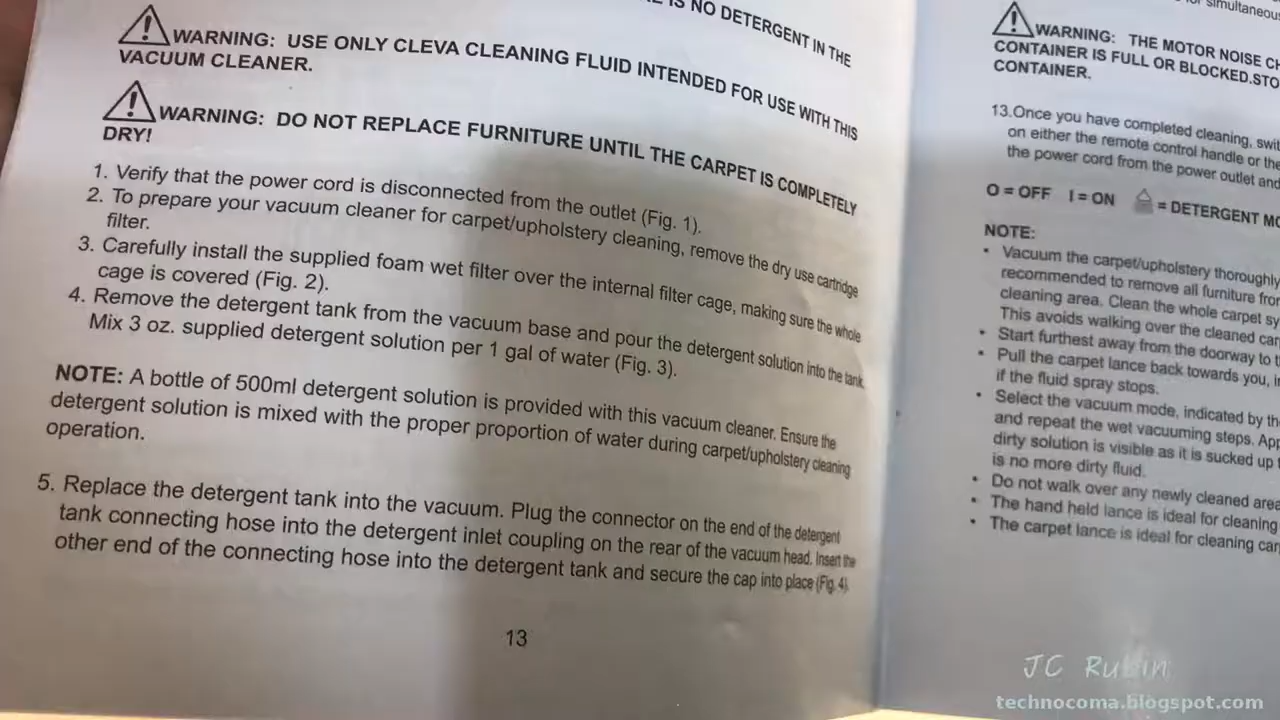 IS NO DETERGENT IN THE
WARNING: USE ONLY CLEVA CLEANING FLUID INTENDED FOR USE WITH THIS
VACUUM CLEANER.
WARNING: DO NOT REPLACE FURNITURE UNTIL THE CARPET IS COMPLETELY
DRY!
1. Verify that the power cord is disconnected from the outlet (Fig. 1).
2. To prepare your vacuum cleaner for carpet/upholstery cleaning, remove the dry use cartridge
filter.
3. Carefully install the supplied foam wet filter over the internal filter cage, making sure the whole
cage is covered (Fig. 2).
4. Remove the detergent tank from the vacuum base and pour the detergent solution into the tank.
Mix 3 oz. supplied detergent solution per 1 gal of water (Fig. 3).
NOTE: A bottle of 500ml detergent solution is provided with this vacuum cleaner. Ensure the
detergent solution is mixed with the proper proportion of water during carpet/upholstery cleaning
operation.
5. Replace the detergent tank into the vacuum. Plug the connector on the end of the detergent
tank connecting hose into the detergent inlet coupling on the rear of the vacuum head. Insert the
other end of the connecting hose into the detergent tank and secure the cap into place (Fig. 4).
13
simultaneous
WARNING: THE MOTOR NOISE
CONTAINER IS FULL OR BLOCKED.STO
CONTAINER.
13.Once you have completed cleaning, swit
on either the remote control handle or the
the power cord from the power outlet and
O = OFF I = ON = DETERGENT MO
NOTE:
• Vacuum the carpet/upholstery thoroughly
recommended to remove all furniture fro
cleaning area. Clean the whole carpet sy
This avoids walking over the cleaned car
• Start furthest away from the doorway to t
• Pull the carpet lance back towards you, i
if the fluid spray stops.
• Select the vacuum mode, indicated by th
and repeat the wet vacuuming steps. App
dirty solution is visible as it is sucked up
is no more dirty fluid.
• Do not walk over any newly cleaned area
• The hand held lance is ideal for cleaning
• The carpet lance is ideal for cleaning car
JC Rubin
technocoma.blogspot.com